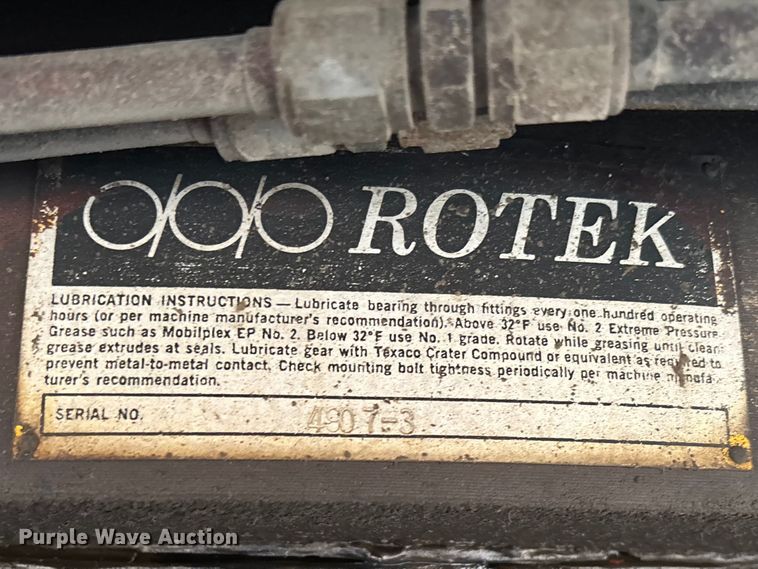 ROTEK
LUBRICATION INSTRUCTIONS — Lubricate bearing through fittings every one hundred operating
hours (or per machine manufacturer's recommendation). Above 32°F use No. 2 Extreme Pressure
Grease such as Mobilplex EP No. 2. Below 32°F use No. 1 grade. Rotate while greasing until clean
grease extrudes at seals. Lubricate gear with Texaco Crater Compound or equivalent as required to
prevent metal-to-metal contact. Check mounting bolt tightness periodically per machine manufac-
turer's recommendation.
SERIAL NO. 4807-3
Purple Wave Auction